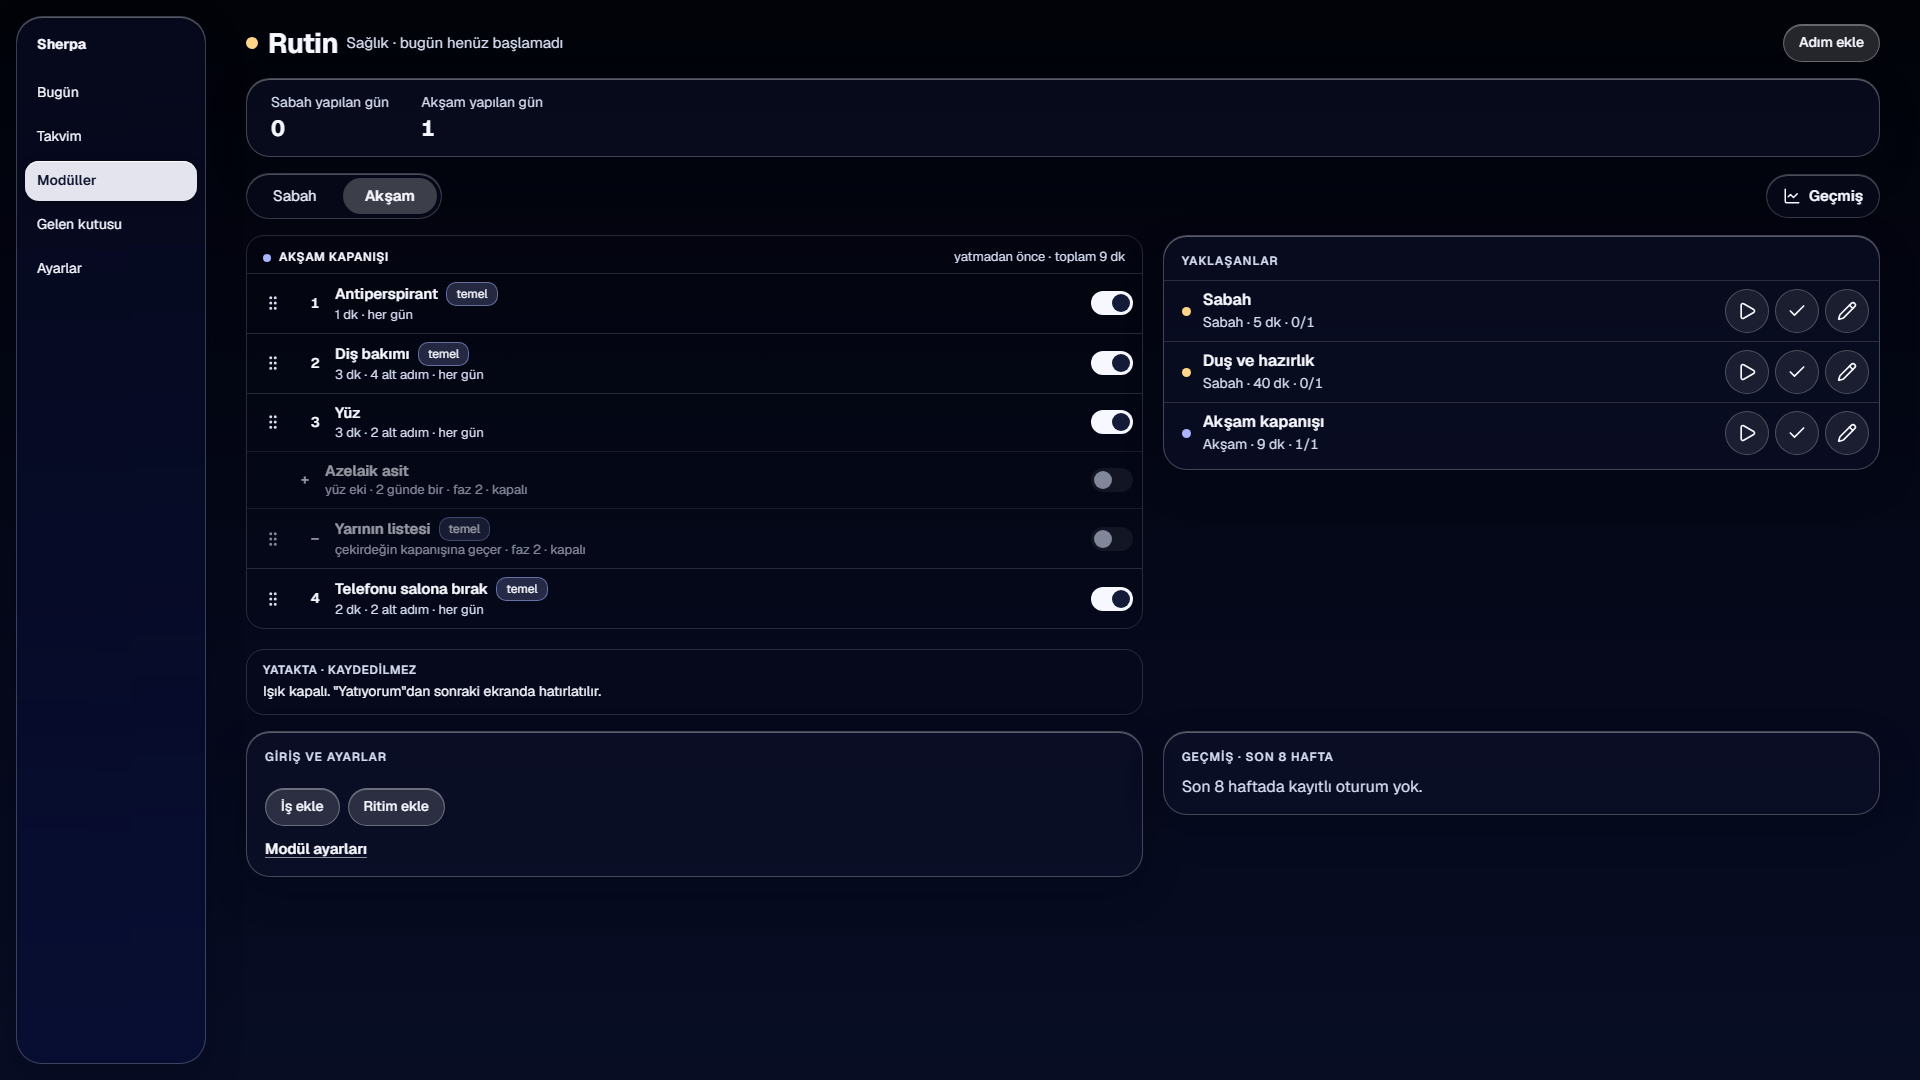 Sherpa
Bugün
Takvim
Modüller
Gelen kutusu
Ayarlar
Rutin Sağlık · bugün henüz başlamadı
Adım ekle
Sabah yapılan gün
0
Akşam yapılan gün
1
Sabah
Akşam
Geçmiş
AKŞAM KAPANIŞI
yatmadan önce · toplam 9 dk
1 Antiperspirant temel
1 dk · her gün
2 Diş bakımı temel
3 dk · 4 alt adım · her gün
3 Yüz
3 dk · 2 alt adım · her gün
+ Azelaik asit
yüz eki · 2 günde bir · faz 2 · kapalı
– Yarının listesi temel
çekirdeğin kapanışına geçer · faz 2 · kapalı
4 Telefonu salona bırak temel
2 dk · 2 alt adım · her gün
YAKLAŞANLAR
Sabah
Sabah · 5 dk · 0/1
Duş ve hazırlık
Sabah · 40 dk · 0/1
Akşam kapanışı
Akşam · 9 dk · 1/1
YATAKTA · KAYDEDİLMEZ
Işık kapalı. "Yatıyorum"dan sonraki ekranda hatırlatılır.
GİRİŞ VE AYARLAR
İş ekle
Ritim ekle
Modül ayarları
GEÇMİŞ · SON 8 HAFTA
Son 8 haftada kayıtlı oturum yok.